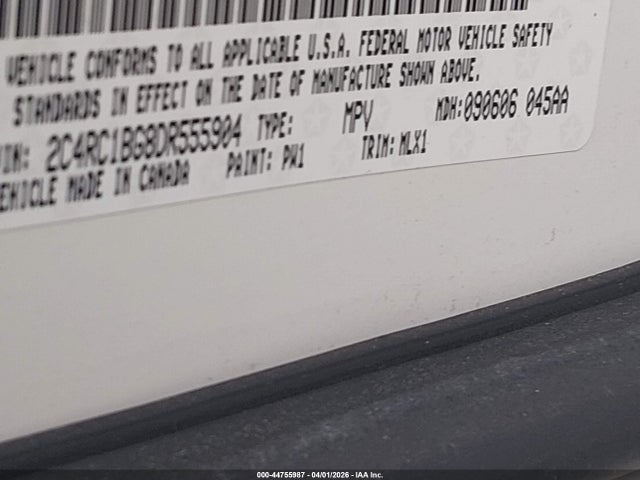 VEHICLE CONFORMS TO ALL APPLICABLE U.S.A. FEDERAL MOTOR VEHICLE SAFETY
STANDARDS IN EFFECT ON THE DATE OF MANUFACTURE SHOWN ABOVE.
VIN: 2C4RC1BG8DR555904 TYPE: MPV MDH:090606 045AA
VEHICLE MADE IN CANADA PAINT: PW1 TRIM: MLX1
000-44755987 - 04/01/2026 - IAA Inc.